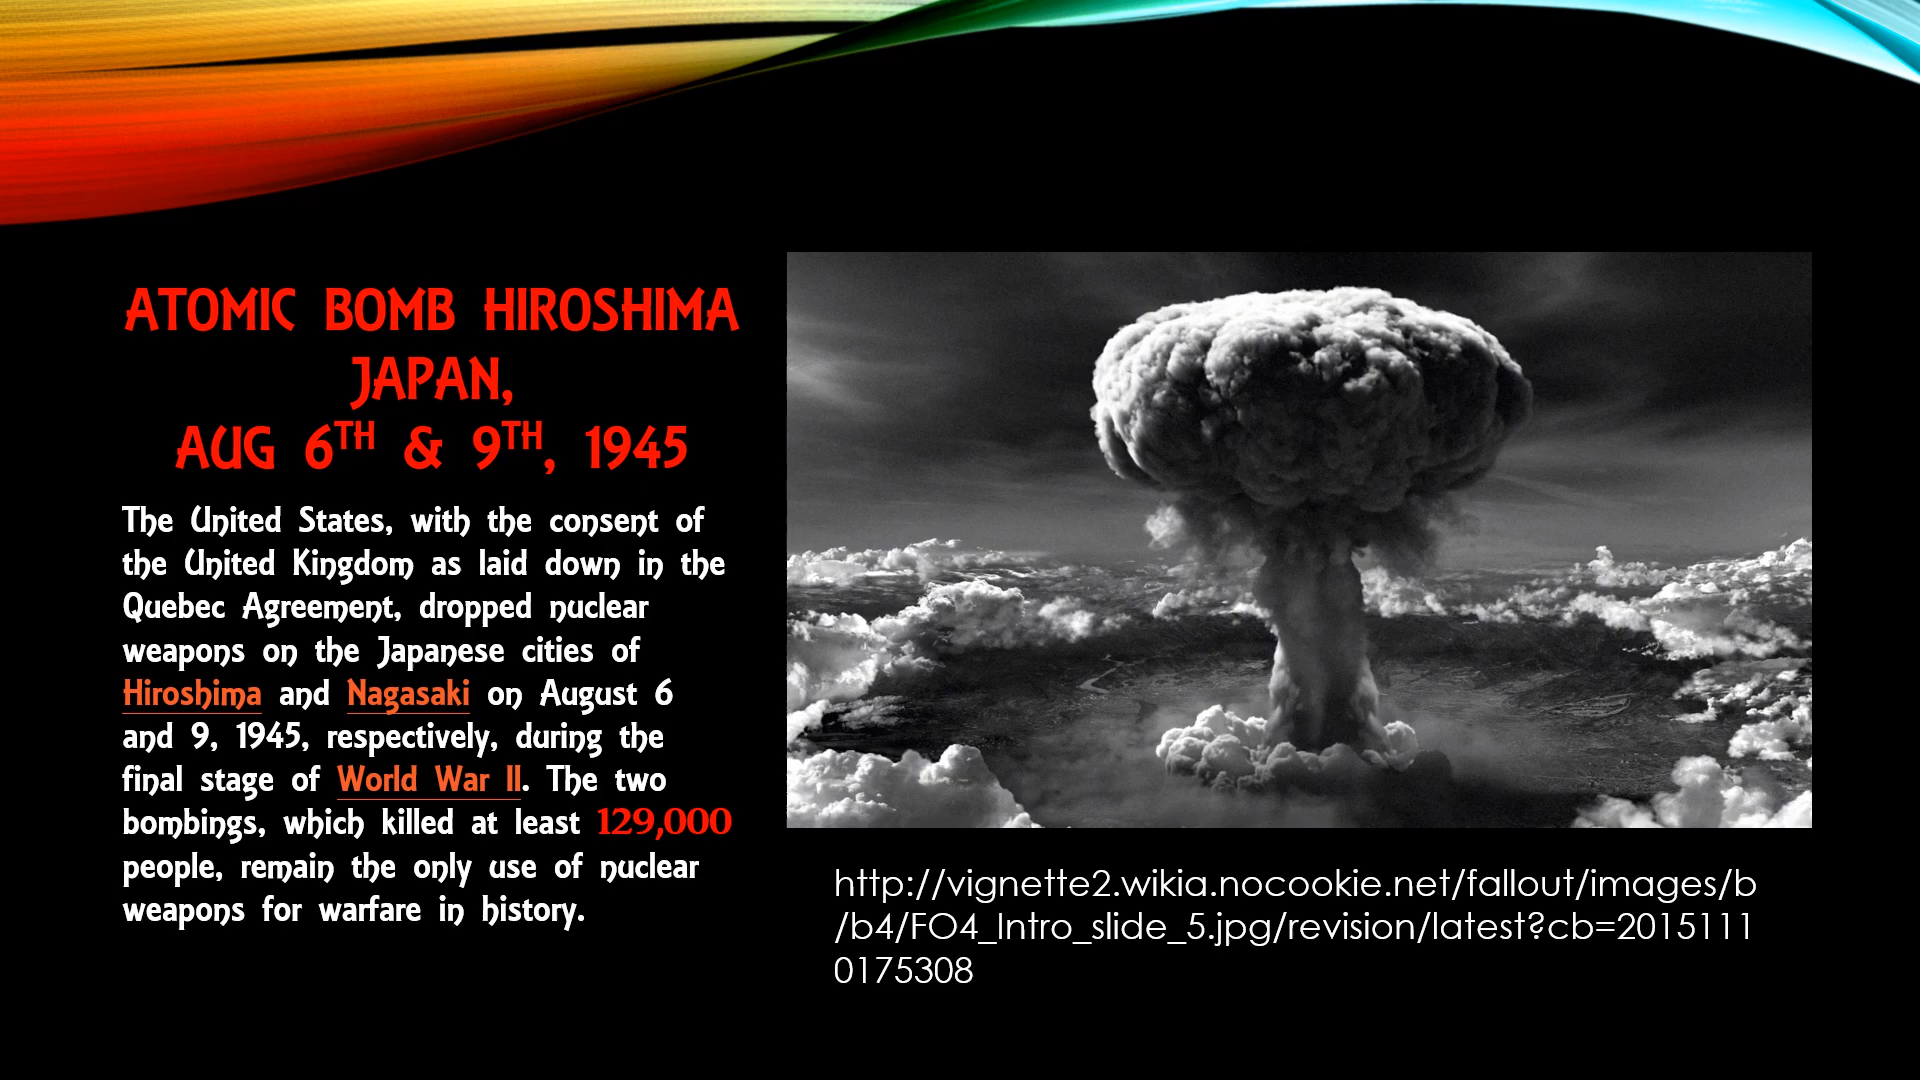 ATOMIC BOMB HIROSHIMA
JAPAN,
AUG 6TH & 9TH, 1945
The United States, with the consent of
the United Kingdom as laid down in the
Quebec Agreement, dropped nuclear
weapons on the Japanese cities of
Hiroshima and Nagasaki on August 6
and 9, 1945, respectively, during the
final stage of World War II. The two
bombings, which killed at least 129,000
people, remain the only use of nuclear
weapons for warfare in history.
http://vignette2.wikia.nocookie.net/fallout/images/b
/b4/FO4_Intro_slide_5.jpg/revision/latest?cb=2015111
0175308